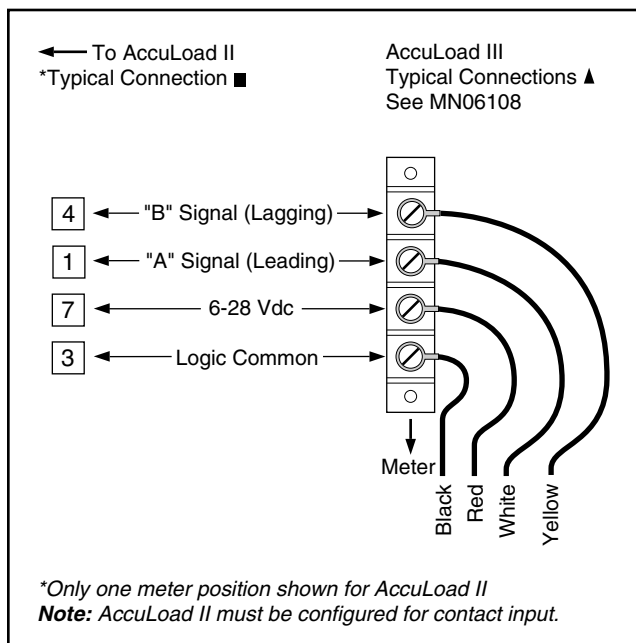 To AccuLoad II
*Typical Connection ■
AccuLoad III
Typical Connections ▲
See MN06108
4 "B" Signal (Lagging)
1 "A" Signal (Leading)
7 6-28 Vdc
3 Logic Common
Meter
Black
Red
White
Yellow
*Only one meter position shown for AccuLoad II
Note: AccuLoad II must be configured for contact input.